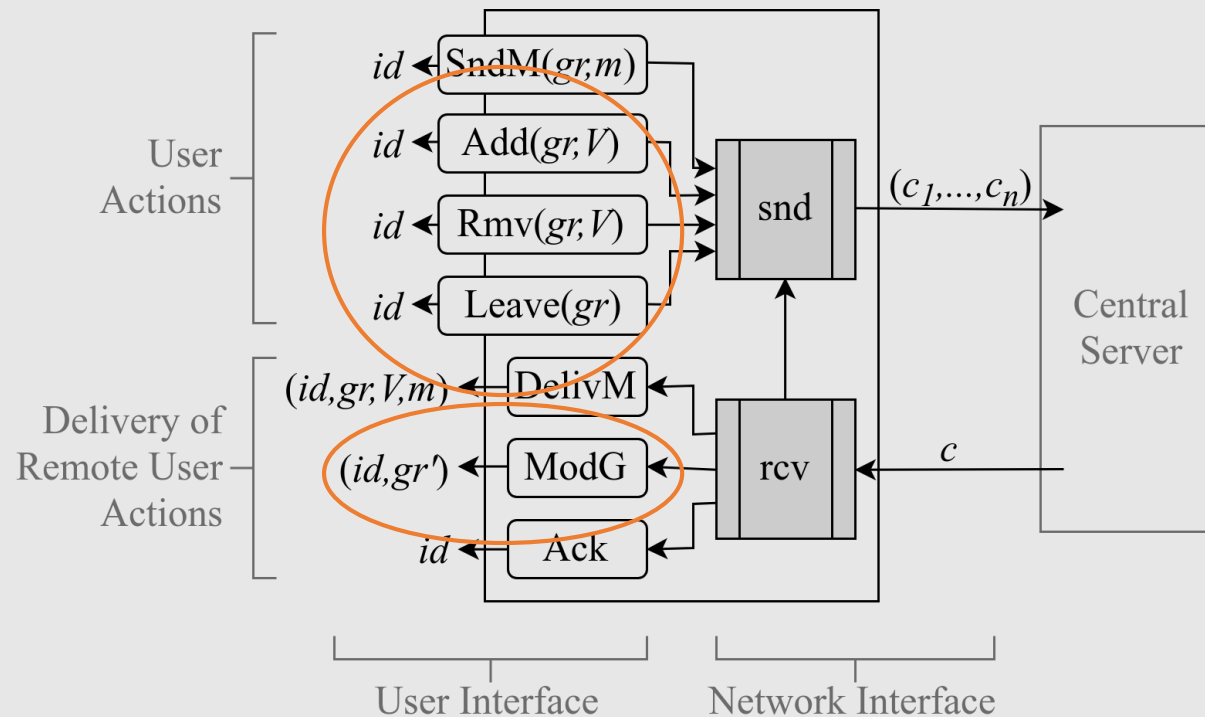 id
SndM(gr,m)
id
Add(gr,V)
id
Rmv(gr,V)
id
Leave(gr)
User
Actions
snd
(c1,...,cn)
Central
Server
(id,gr,V,m)
DelivM
(id,gr')
ModG
id
Ack
Delivery of
Remote User
Actions
rcv
c
User Interface
Network Interface